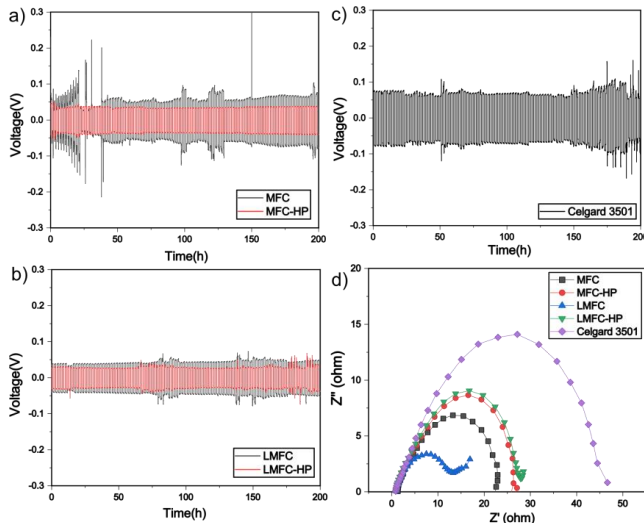 a)
0.3
0.2
0.1
0.0
-0.1
-0.2
-0.3
Voltage(V)
MFC
MFC-HP
0 50 100 150 200
Time(h)
c)
0.3
0.2
0.1
0.0
-0.1
-0.2
-0.3
Voltage(V)
Celgard 3501
0 50 100 150 200
Time(h)
b)
0.3
0.2
0.1
0.0
-0.1
-0.2
-0.3
Voltage(V)
LMFC
LMFC-HP
0 50 100 150 200
Time(h)
d)
20
15
10
5
0
Z'' (ohm)
MFC
MFC-HP
LMFC
LMFC-HP
Celgard 3501
0 10 20 30 40 50
Z' (ohm)